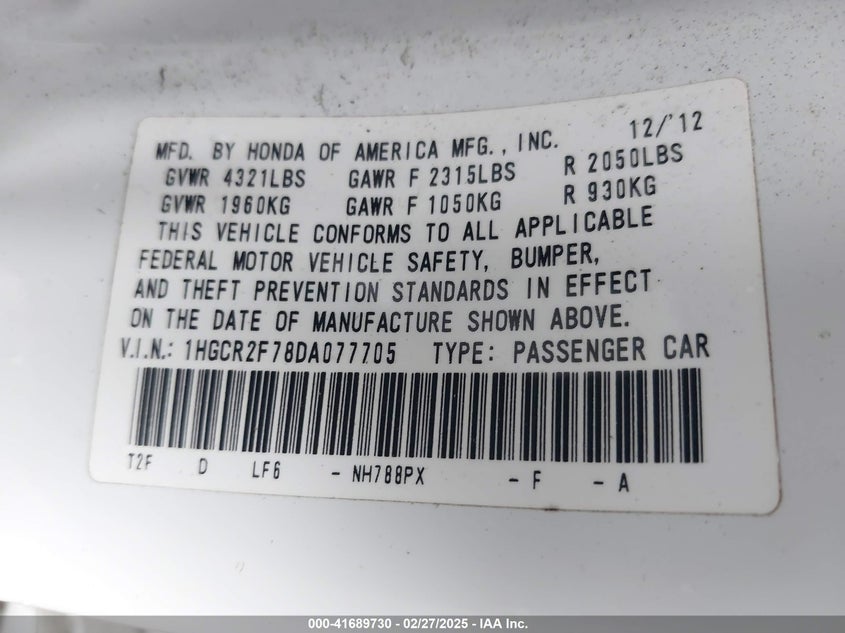 MFD. BY HONDA OF AMERICA MFG., INC. 12/'12
GVWR 4321LBS GAWR F 2315LBS R 2050LBS
GVWR 1960KG GAWR F 1050KG R 930KG
THIS VEHICLE CONFORMS TO ALL APPLICABLE
FEDERAL MOTOR VEHICLE SAFETY, BUMPER,
AND THEFT PREVENTION STANDARDS IN EFFECT
ON THE DATE OF MANUFACTURE SHOWN ABOVE.
V.I.N.: 1HGCR2F78DA077705 TYPE: PASSENGER CAR
T2F D LF6 - NH788PX - F - A
000-41689730 - 02/27/2025 - IAA Inc.